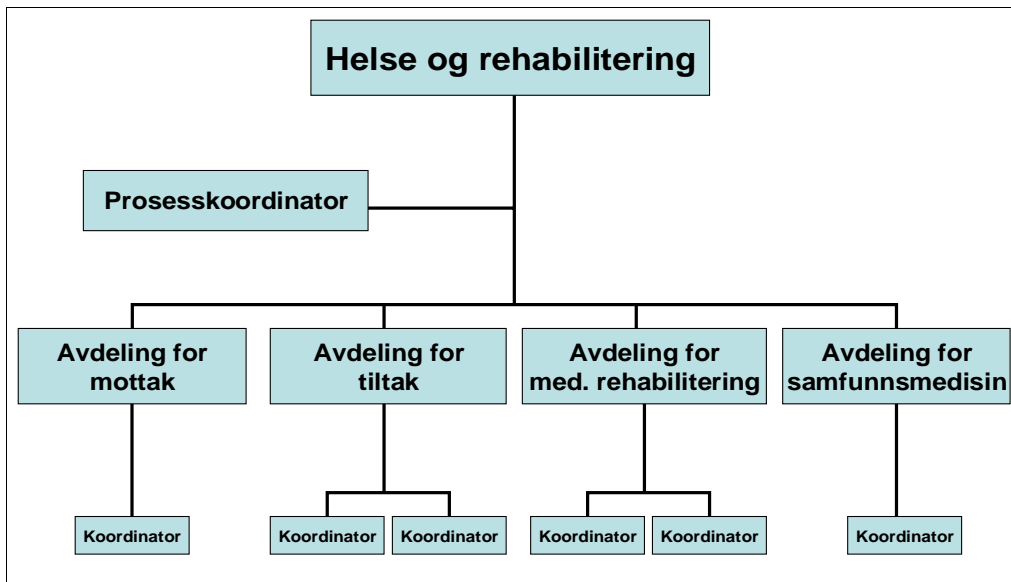 Helse og rehabilitering
Prosesskoordinator
Avdeling for
mottak
Avdeling for
tiltak
Avdeling for
med. rehabilitering
Avdeling for
samfunnsmedisin
Koordinator
Koordinator
Koordinator
Koordinator
Koordinator
Koordinator